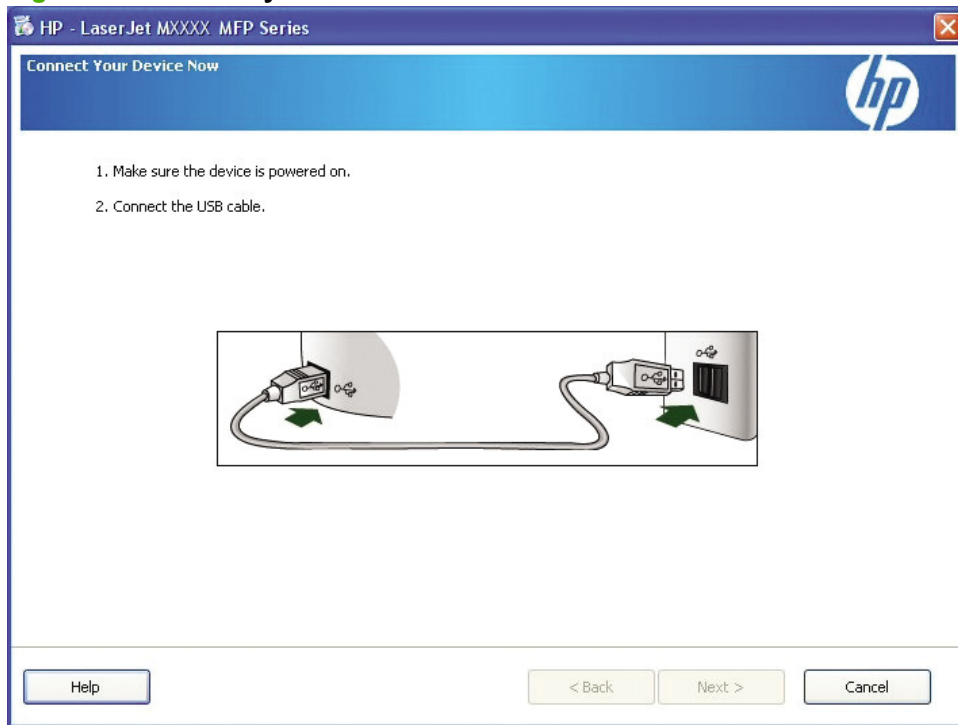 HP - LaserJet MXXXX MFP Series
Connect Your Device Now
hp
1. Make sure the device is powered on.
2. Connect the USB cable.
Help
< Back
Next >
Cancel